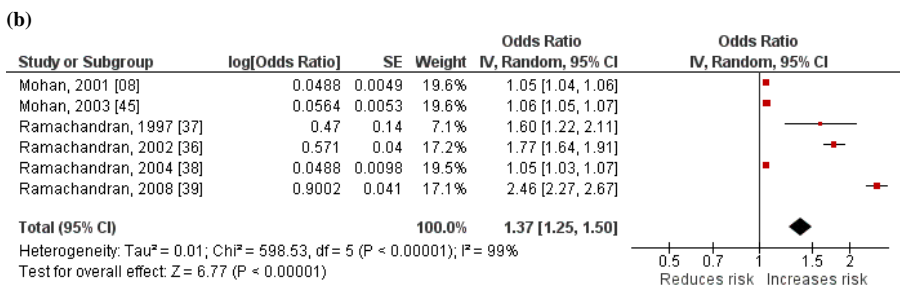 (b)
Odds Ratio Odds Ratio
Study or Subgroup log[Odds Ratio] SE Weight IV, Random, 95% CI IV, Random, 95% CI
Mohan, 2001 [08] 0.0488 0.0049 19.6% 1.05 [1.04, 1.06]
Mohan, 2003 [45] 0.0564 0.0053 19.6% 1.06 [1.05, 1.07]
Ramachandran, 1997 [37] 0.47 0.14 7.1% 1.60 [1.22, 2.11]
Ramachandran, 2002 [36] 0.571 0.04 17.2% 1.77 [1.64, 1.91]
Ramachandran, 2004 [38] 0.0488 0.0098 19.5% 1.05 [1.03, 1.07]
Ramachandran, 2008 [39] 0.9002 0.041 17.1% 2.46 [2.27, 2.67]
Total (95% CI) 100.0% 1.37 [1.25, 1.50]
Heterogeneity: Tau² = 0.01; Chi² = 598.53, df = 5 (P < 0.00001); I² = 99%
Test for overall effect: Z = 6.77 (P < 0.00001)
0.5 0.7 1 1.5 2
Reduces risk Increases risk